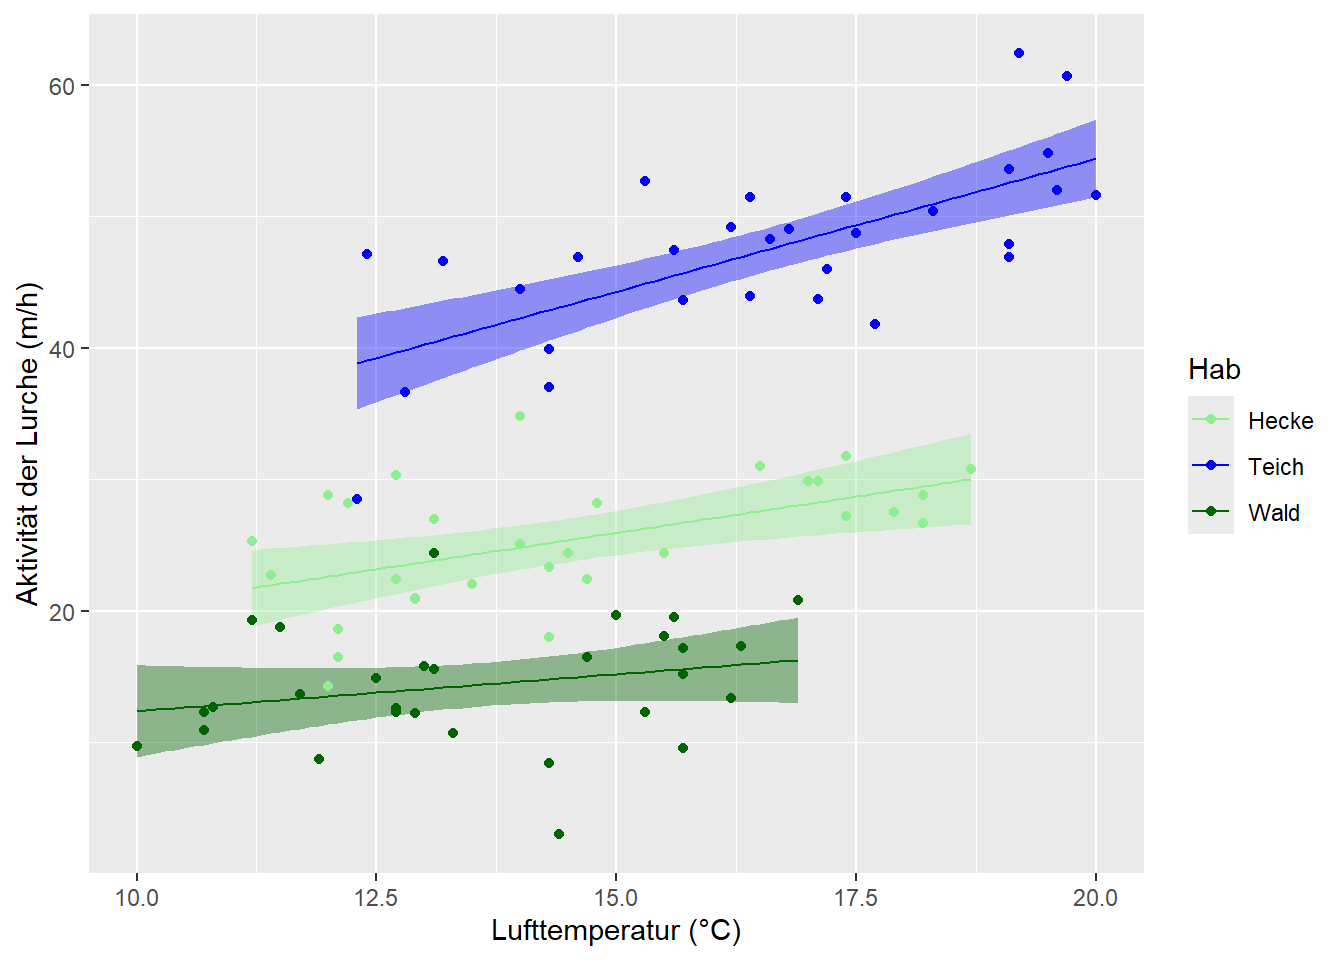 60
40
20
Aktivität der Lurche (m/h)
10.0 12.5 15.0 17.5 20.0
Lufttemperatur (°C)
Hab
Hecke
Teich
Wald